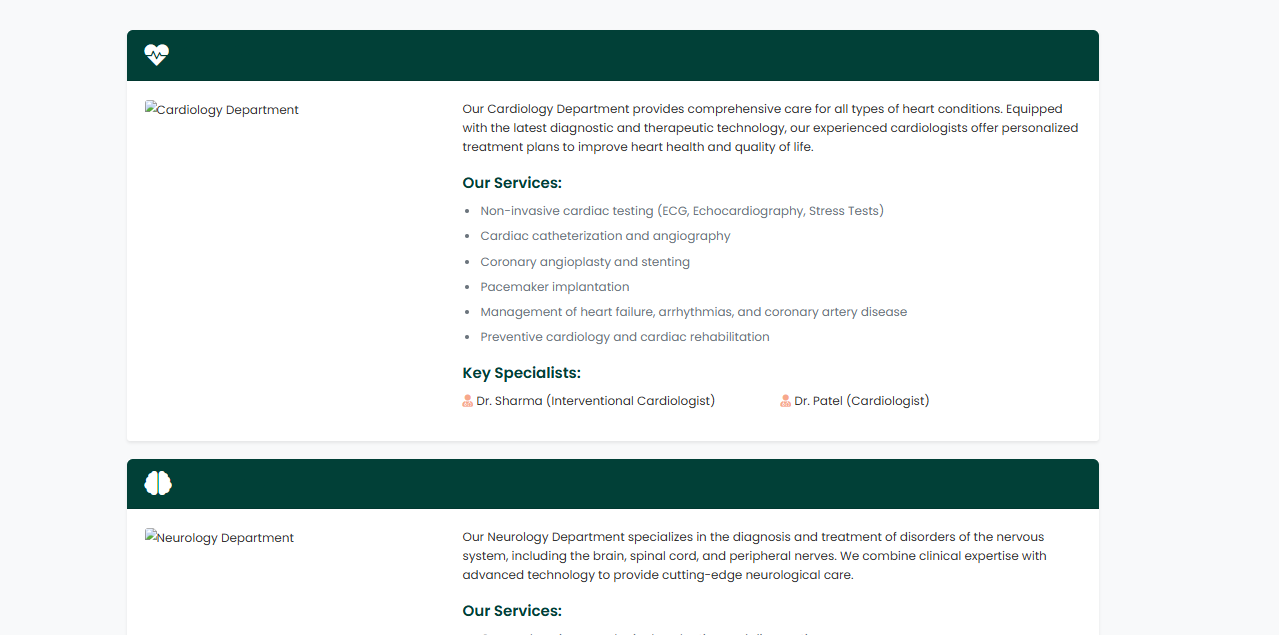 Cardiology Department
Our Cardiology Department provides comprehensive care for all types of heart conditions. Equipped
with the latest diagnostic and therapeutic technology, our experienced cardiologists offer personalized
treatment plans to improve heart health and quality of life.
Our Services:
Non-invasive cardiac testing (ECG, Echocardiography, Stress Tests)
Cardiac catheterization and angiography
Coronary angioplasty and stenting
Pacemaker implantation
Management of heart failure, arrhythmias, and coronary artery disease
Preventive cardiology and cardiac rehabilitation
Key Specialists:
Dr. Sharma (Interventional Cardiologist) Dr. Patel (Cardiologist)
Neurology Department
Our Neurology Department specializes in the diagnosis and treatment of disorders of the nervous
system, including the brain, spinal cord, and peripheral nerves. We combine clinical expertise with
advanced technology to provide cutting-edge neurological care.
Our Services: